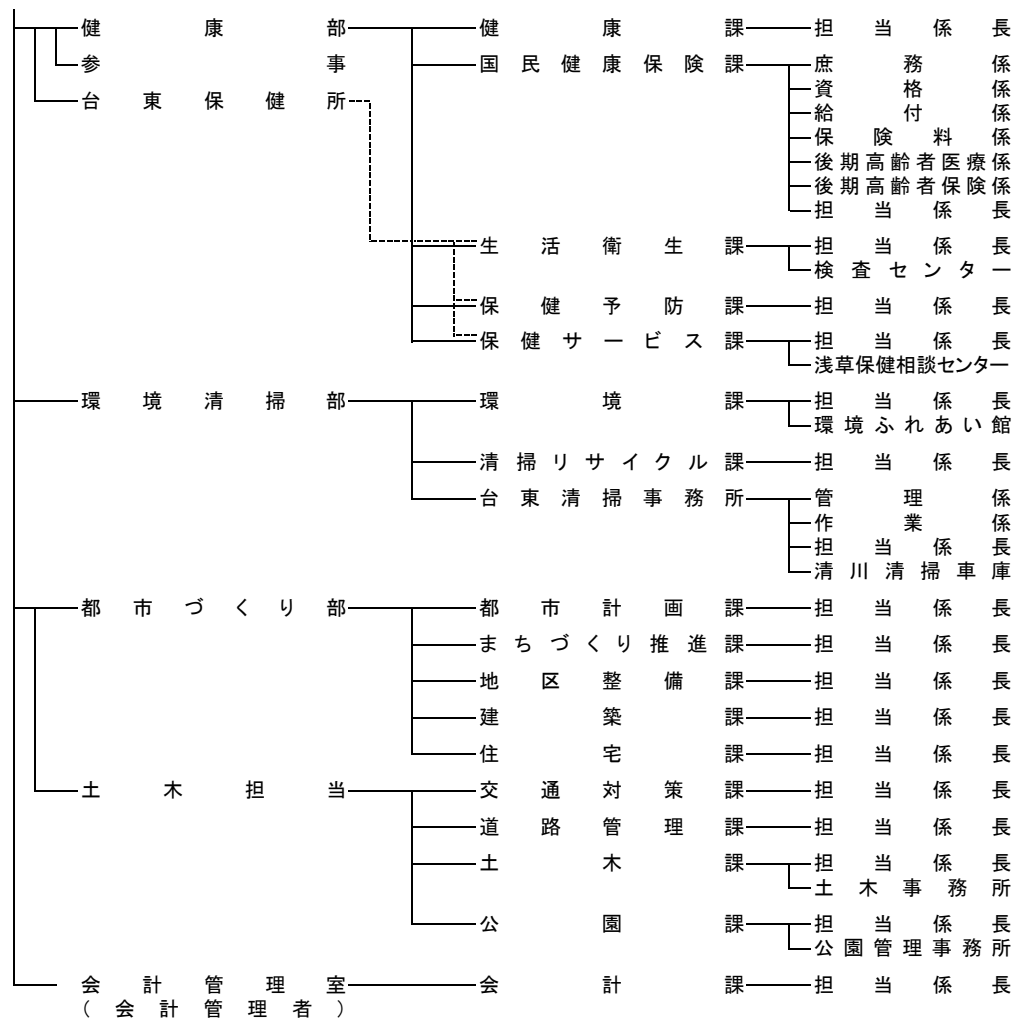 健康部 健康課 担当係長
参事 国民健康保険課 庶務係
資格係
台東保健所
給付係
保険料係
後期高齢者医療係
後期高齢者保険係
担当係長
生活衛生課 担当係長
検査センター
保健予防課 担当係長
保健サービス課 担当係長
浅草保健相談センター
環境清掃部 環境課 担当係長
環境ふれあい館
清掃リサイクル課 担当係長
台東清掃事務所 管理係
作業係
担当係長
清川清掃車庫
都市づくり部 都市計画課 担当係長
まちづくり推進課 担当係長
地区整備課 担当係長
建築課 担当係長
住宅課 担当係長
土木担当 交通対策課 担当係長
道路管理課 担当係長
土木課 担当係長
土木事務所
公園課 担当係長
公園管理事務所
会計管理室 会計課 担当係長
(会計管理者)